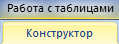 Работа с таблицами
Конструктор